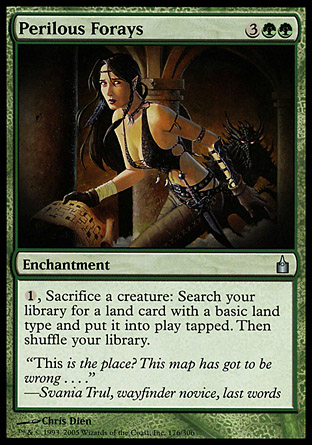 Perilous Forays 3
Enchantment
1, Sacrifice a creature: Search your
library for a land card with a basic land
type and put it into play tapped. Then
shuffle your library.
“This is the place? This map has got to be
wrong . . . .”
—Svania Trul, wayfinder novice, last words
Chris Dien
™ & © 1993–2005 Wizards of the Coast, Inc. 176/306